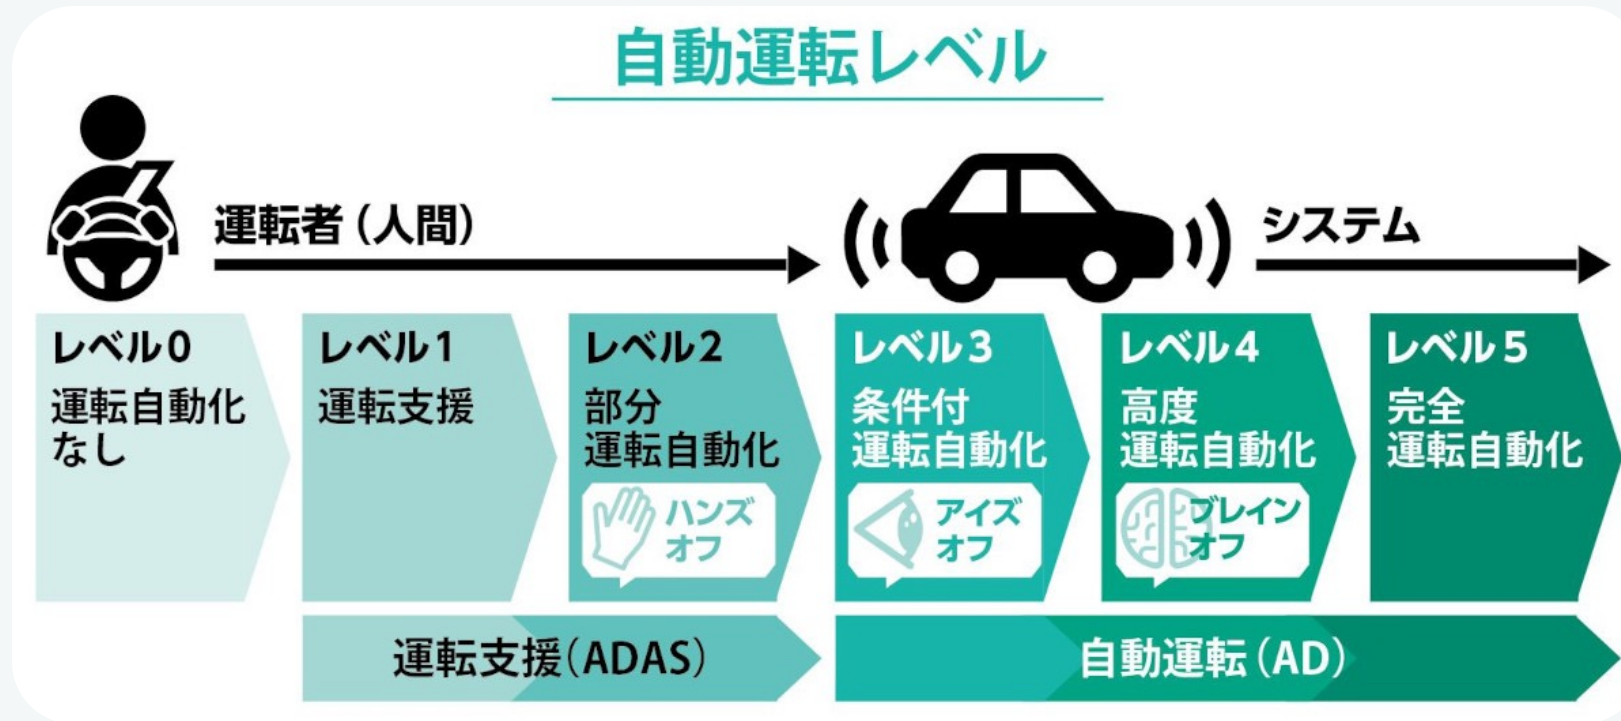 自動運転レベル
運転者（人間）
システム
レベル0
運転自動化
なし
レベル1
運転支援
レベル2
部分
運転自動化
ハンズ
オフ
レベル3
条件付
運転自動化
アイズ
オフ
レベル4
高度
運転自動化
ブレイン
オフ
レベル5
完全
運転自動化
運転支援（ADAS）
自動運転（AD）